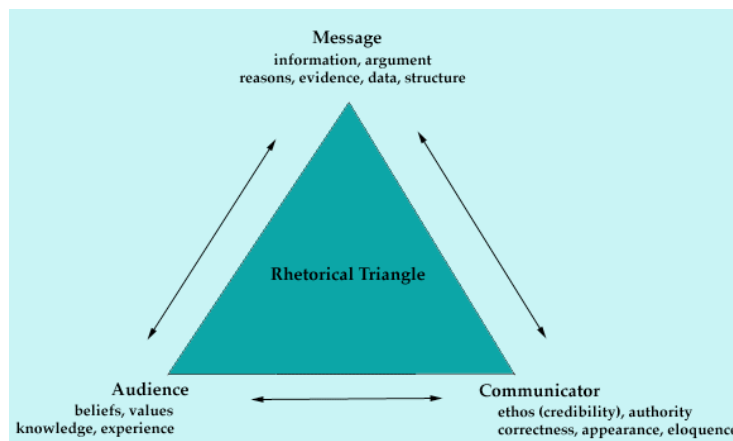 Message
information, argument
reasons, evidence, data, structure
Rhetorical Triangle
Audience
beliefs, values
knowledge, experience
Communicator
ethos (credibility), authority
correctness, appearance, eloquence